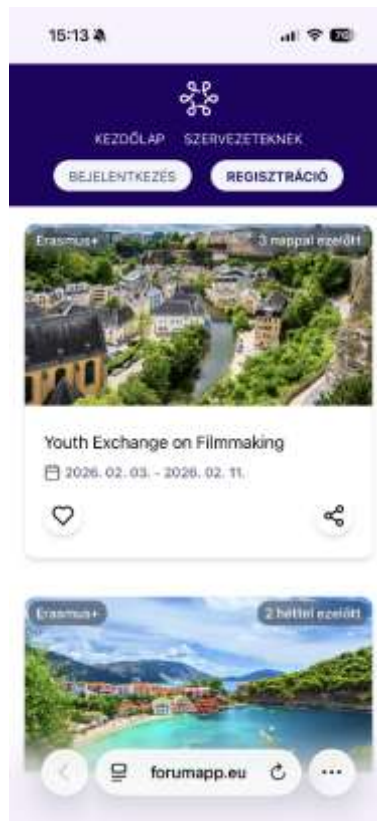 15:13
70
KEZDŐLAP SZERVEZETEKNEK
BEJELENTKEZÉS REGISZTRÁCIÓ
Erasmus+ 3 nappal ezelőtt
Youth Exchange on Filmmaking
2026. 02. 03. - 2026. 02. 11.
Erasmus+ 2 héttel ezelőtt
forumapp.eu